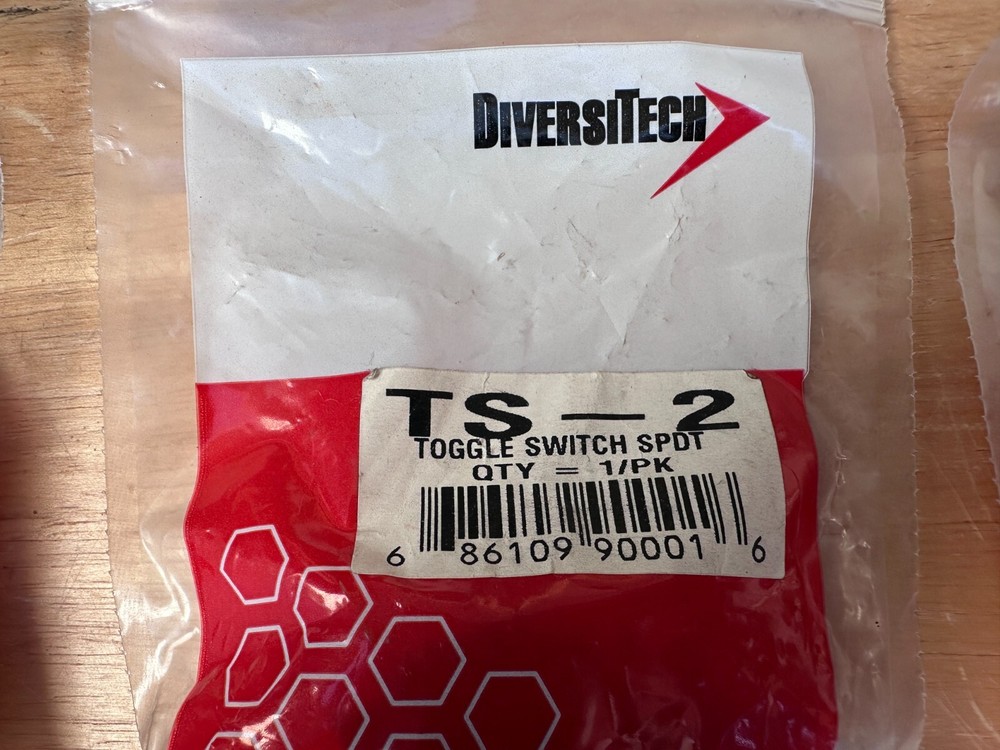 DIVERSITECH
TS-2
TOGGLE SWITCH SPDT
QTY = 1/PK
6 86109 90001 6